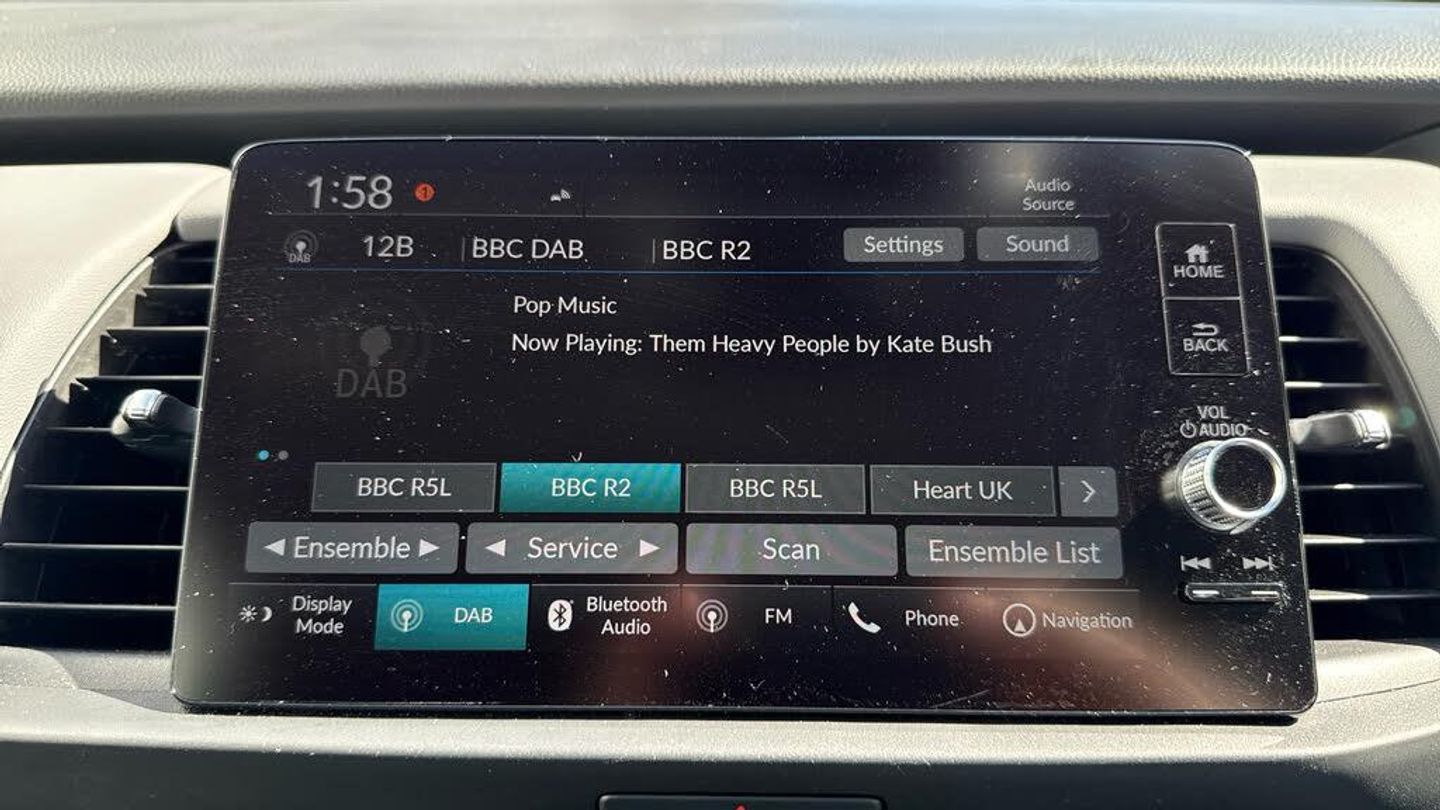 1:58
1
Audio
Source
DAB
12B
BBC DAB
BBC R2
Settings
Sound
HOME
BACK
Pop Music
Now Playing: Them Heavy People by Kate Bush
DAB
VOL
AUDIO
BBC R5L
BBC R2
BBC R5L
Heart UK
Ensemble
Service
Scan
Ensemble List
Display
Mode
DAB
Bluetooth
Audio
FM
Phone
Navigation